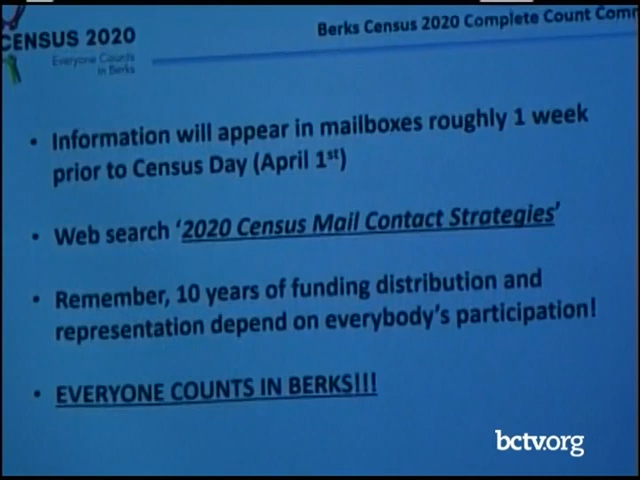 CENSUS 2020
Everyone Counts
in Berks
Berks Census 2020 Complete Count Comm
• Information will appear in mailboxes roughly 1 week
prior to Census Day (April 1st)
• Web search ‘2020 Census Mail Contact Strategies’
• Remember, 10 years of funding distribution and
representation depend on everybody’s participation!
• EVERYONE COUNTS IN BERKS!!!
bctv.org